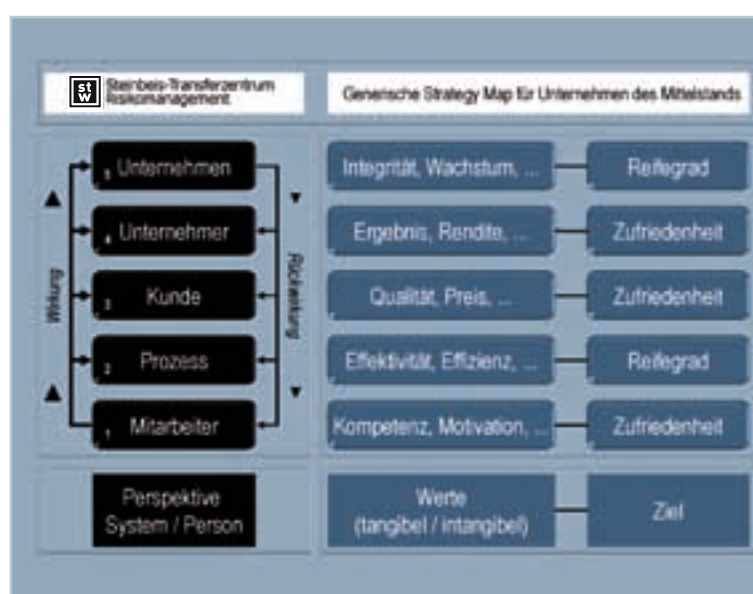 st
w
Steinbeis-Transferzentrum
Risikomanagement
Generische Strategy Map für Unternehmen des Mittelstands
5 Unternehmen
Integrität, Wachstum, ...
Reifegrad
4 Unternehmer
Ergebnis, Rendite, ...
Zufriedenheit
3 Kunde
Qualität, Preis, ...
Zufriedenheit
2 Prozess
Effektivität, Effizienz, ...
Reifegrad
1 Mitarbeiter
Kompetenz, Motivation, ...
Zufriedenheit
Wirkung
Rückwirkung
Perspektive
System / Person
Werte
(tangibel / intangibel)
Ziel